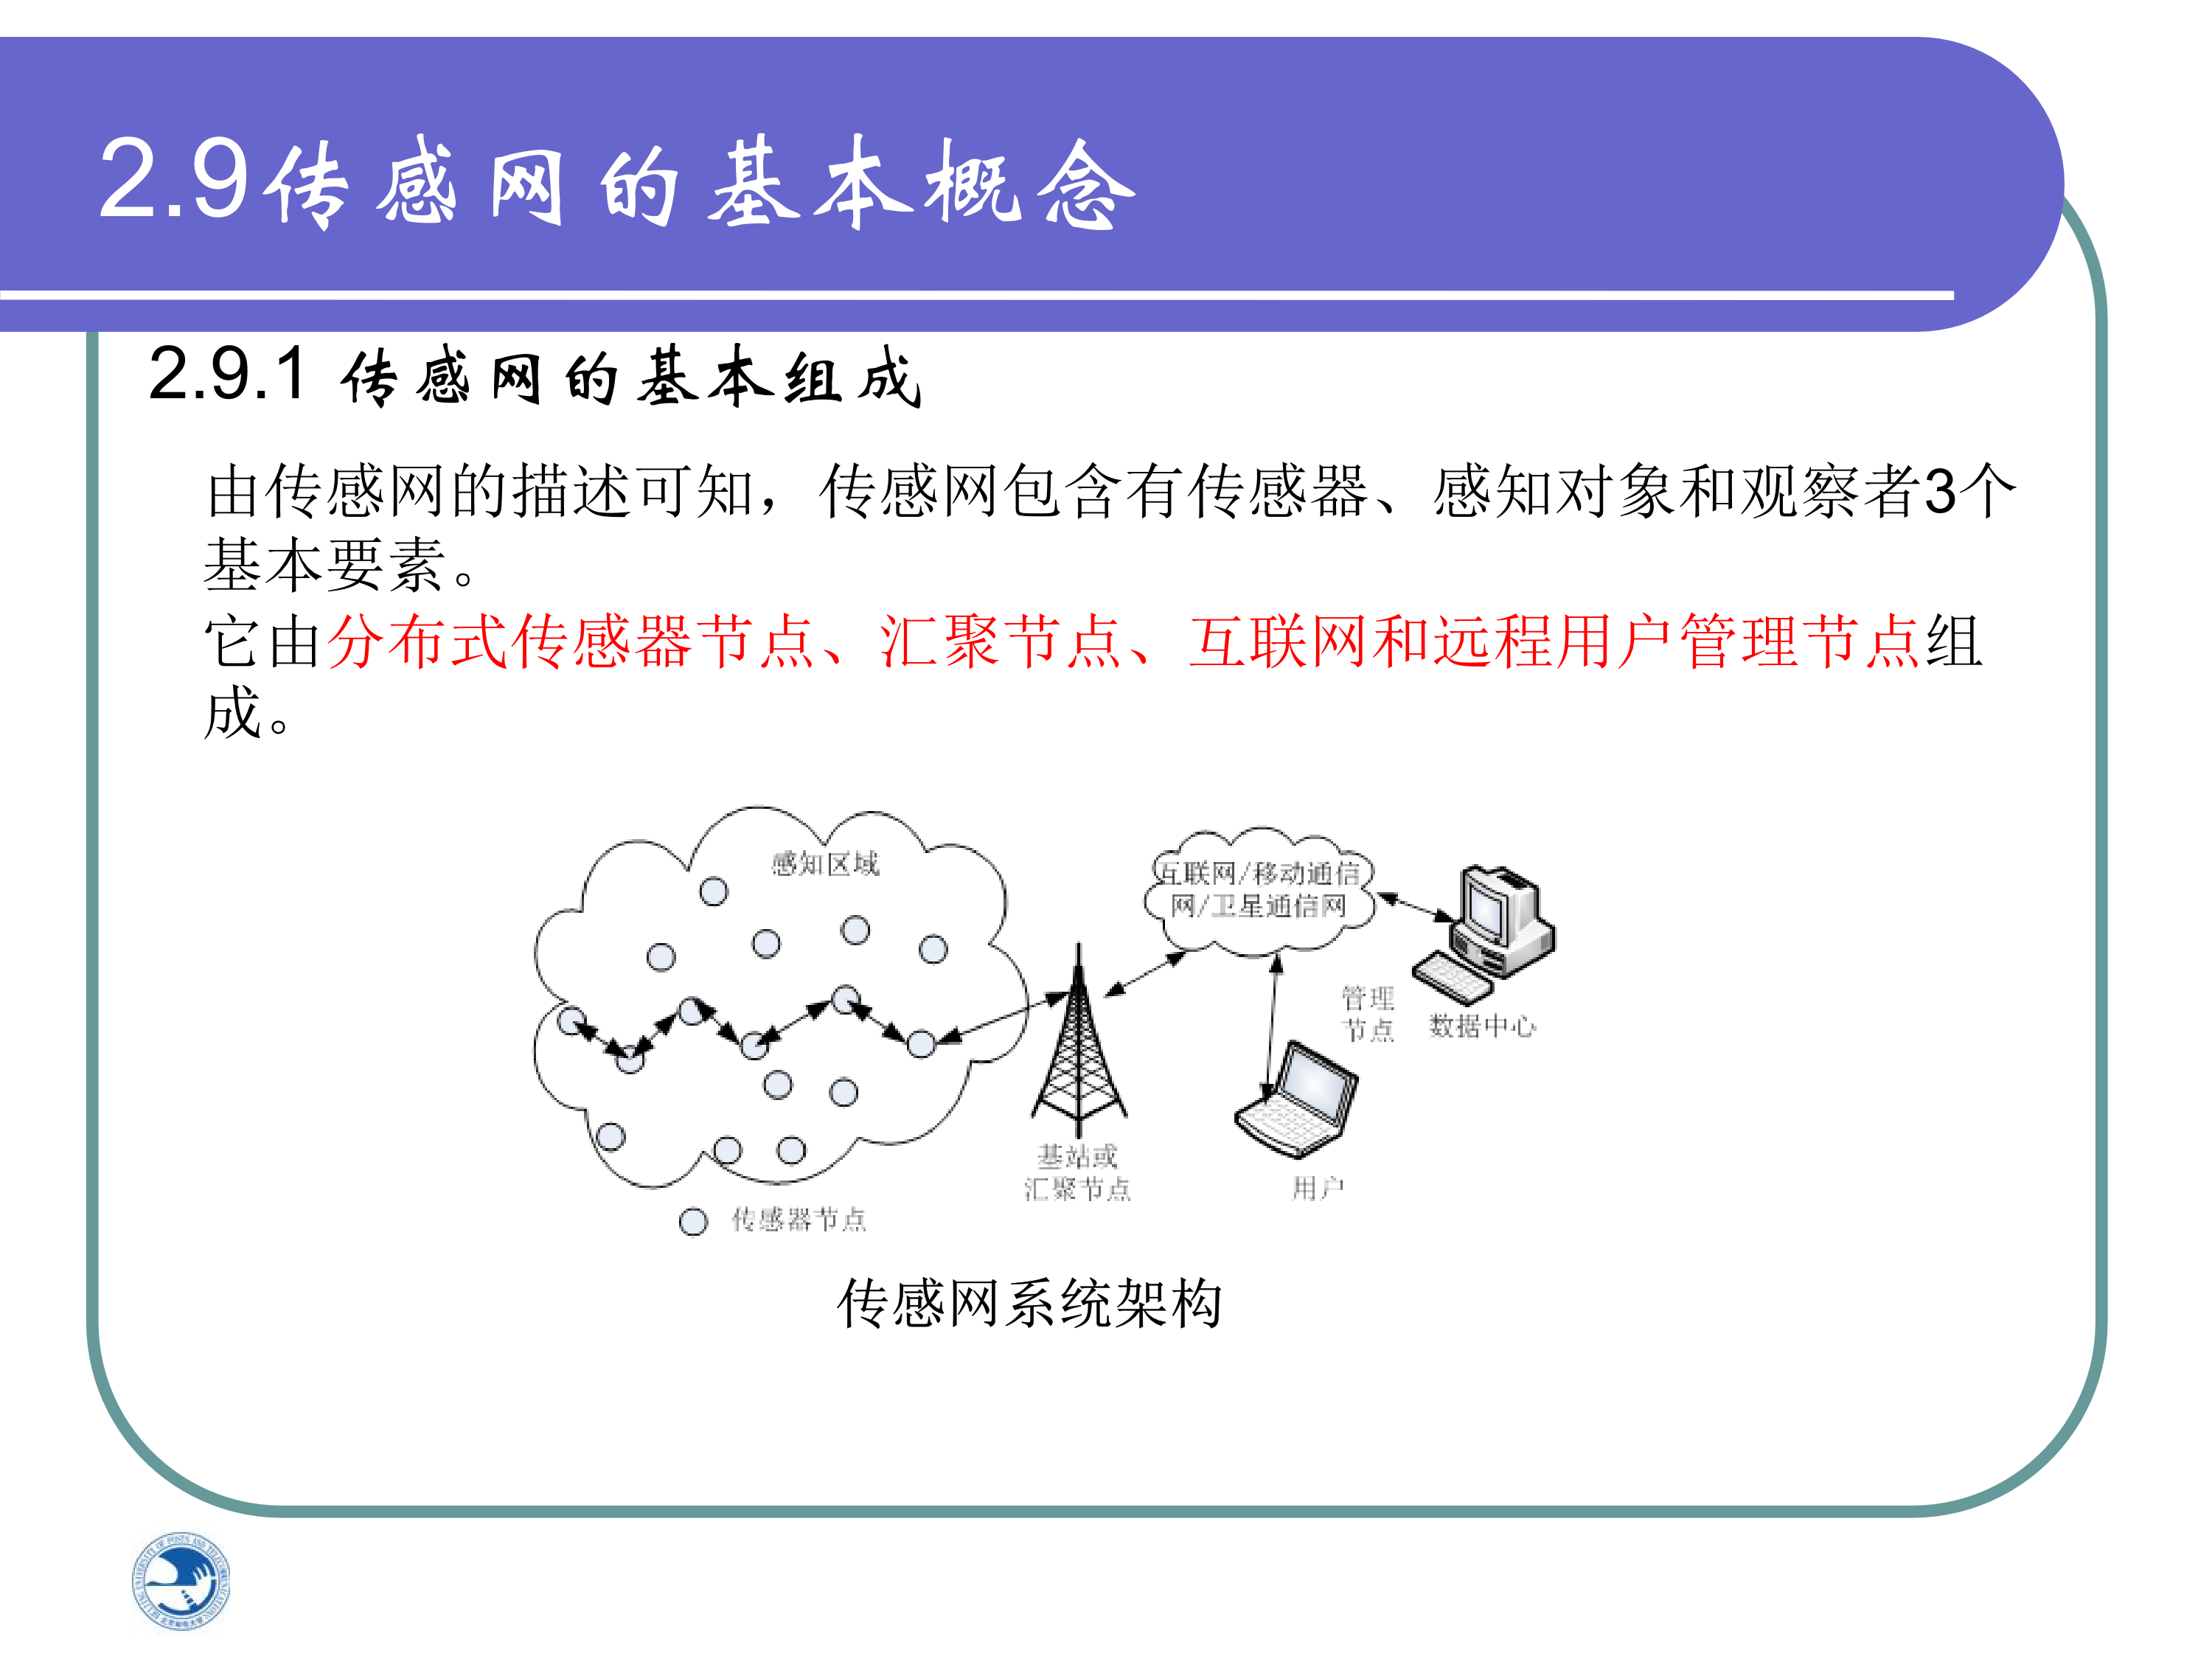 2.9传感网的基本概念
2.9.1 传感网的基本组成
由传感网的描述可知，传感网包含有传感器、感知对象和观察者3个
基本要素。
它由分布式传感器节点、汇聚节点、互联网和远程用户管理节点组
成。
感知区域
互联网/移动通信
网/卫星通信网
管理
节点
数据中心
基站或
汇聚节点
用户
传感器节点
传感网系统架构